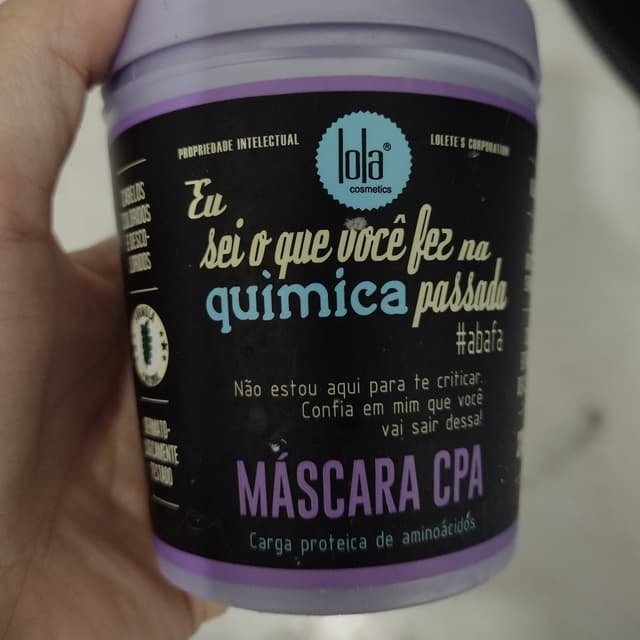 PROPRIEDADE INTELECTUAL
lola®
cosmetics
LOLETE'S CORPORATION
Eu
sei o que você fez na
química passada
#abafa
Não estou aqui para te criticar.
Confia em mim que você
vai sair dessa!
MÁSCARA CPA
Carga proteica de aminoácidos